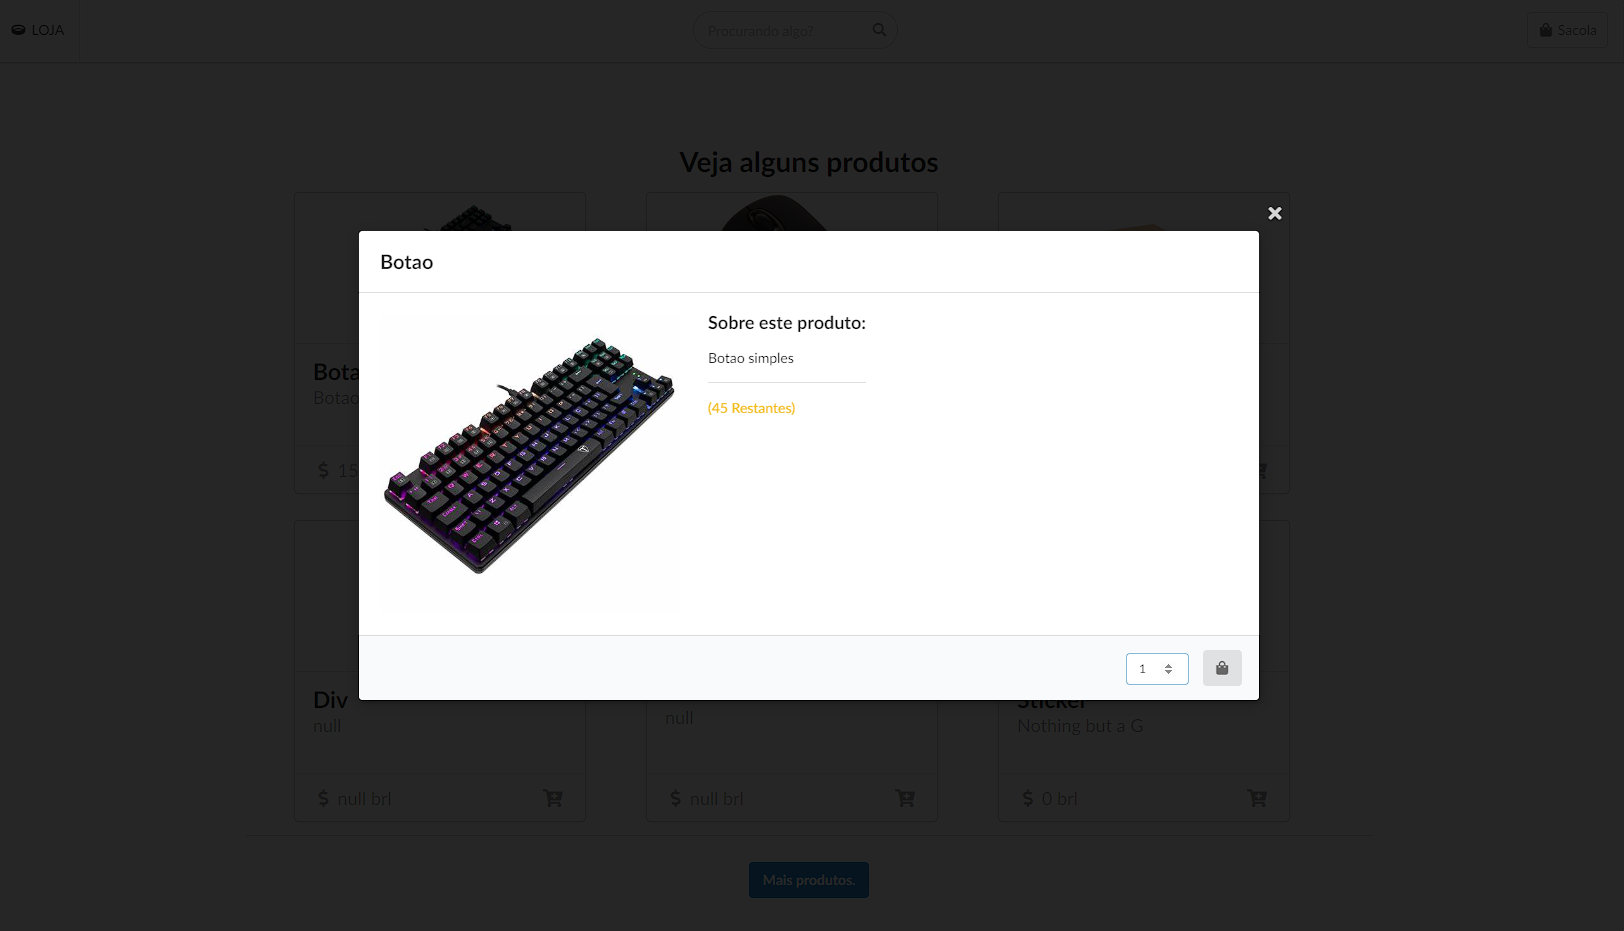 LOJA
Procurando algo?
Sacola
Veja alguns produtos
Botao
Sobre este produto:
Botao simples
(45 Restantes)
Bota
Botao
$ 15
1
Div
null
null
Sticker
Nothing but a G
$ null brl
$ null brl
$ 0 brl
Mais produtos.